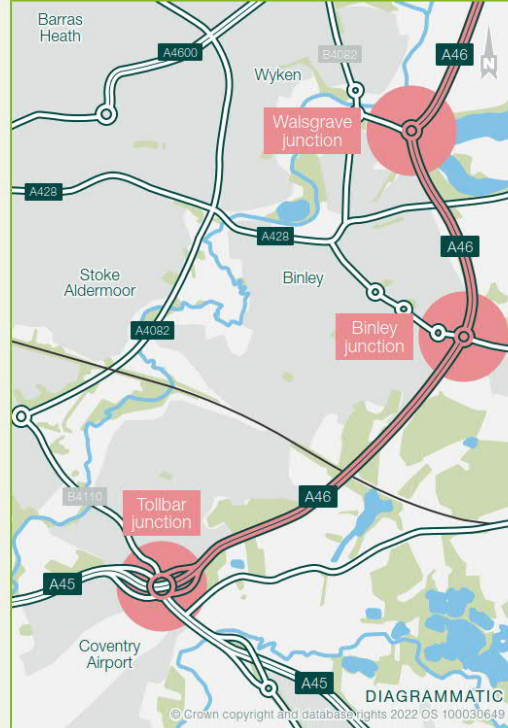 Barras
Heath
A4600
B4082
A46
N
Wyken
Walsgrave
junction
A428
A428
A46
Stoke
Aldermoor
Binley
A4082
Binley
junction
B4110
Tollbar
junction
A46
A45
Coventry
Airport
A45
DIAGRAMMATIC
© Crown copyright and database rights 2022 OS 100030649